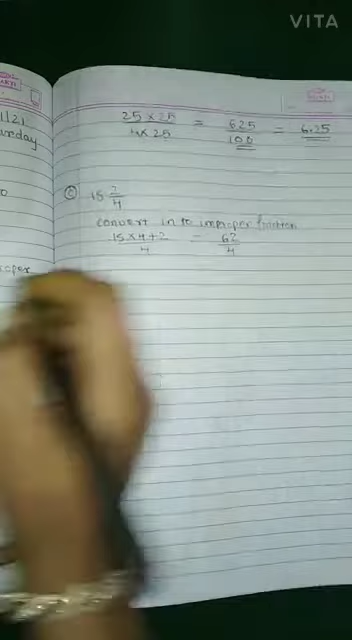 VITA
25×25 / 4×25 = 625 / 100 = 6.25
(c) 15 2/4
convert in to improper fraction
15×4+2 / 4 = 62 / 4